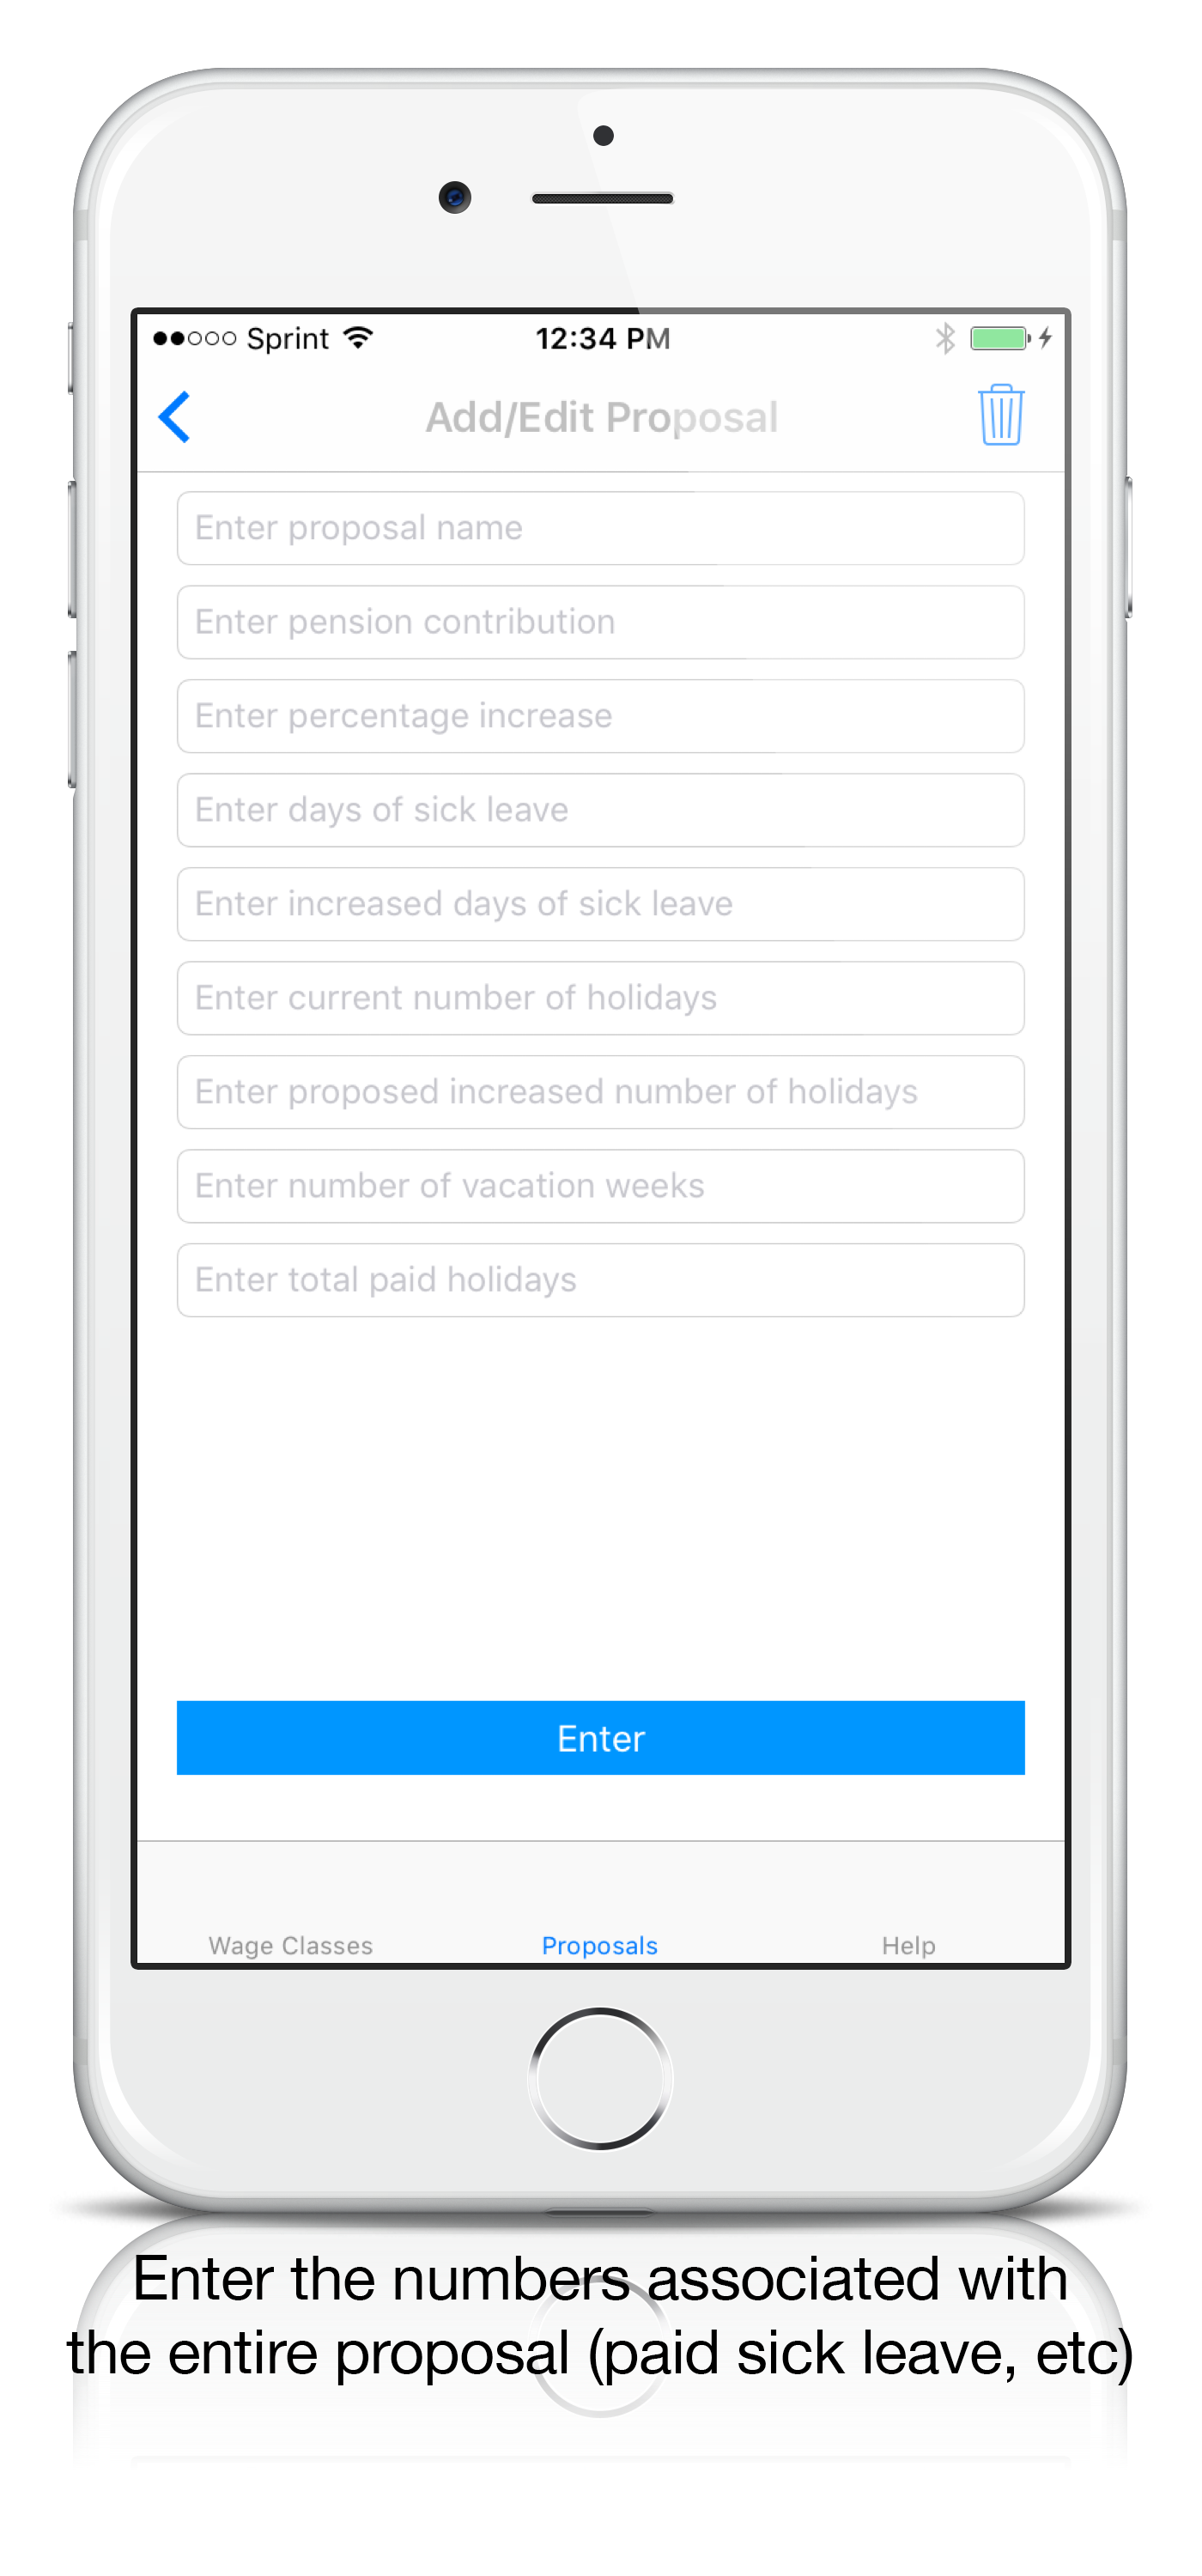 Sprint
12:34 PM
Add/Edit Proposal
Enter proposal name
Enter pension contribution
Enter percentage increase
Enter days of sick leave
Enter increased days of sick leave
Enter current number of holidays
Enter proposed increased number of holidays
Enter number of vacation weeks
Enter total paid holidays
Enter
Wage Classes Proposals Help
Enter the numbers associated with
the entire proposal (paid sick leave, etc)